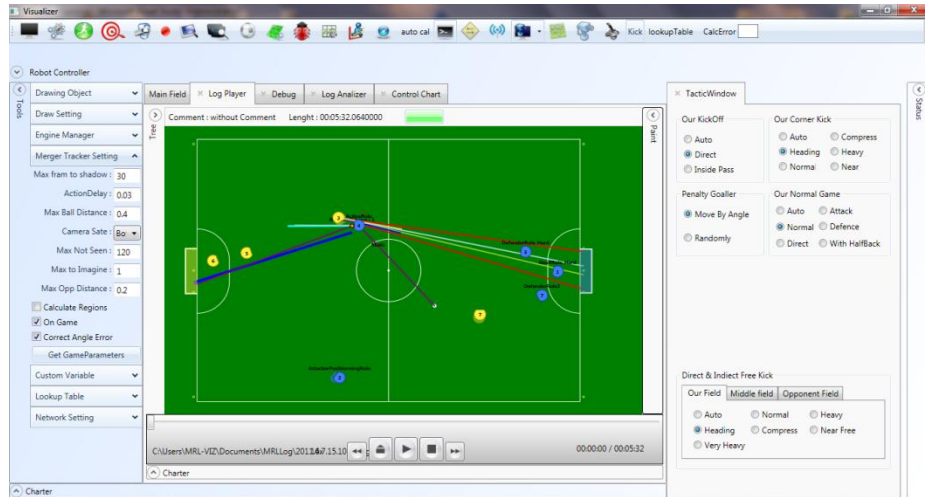 Visualizer
auto cal
Kick lookupTable CalcError
Robot Controller
Tools
Drawing Object
Draw Setting
Engine Manager
Merger Tracker Setting
Max fram to shadow : 30
ActionDelay : 0.03
Max Ball Distance : 0.4
Camera Sate : Bo
Max Not Seen : 120
Max to Imagine : 1
Max Opp Distance : 0.2
Calculate Regions
On Game
Correct Angle Error
Get GameParameters
Custom Variable
Lookup Table
Network Setting
Charter
Main Field
Log Player
Debug
Log Analizer
Control Chart
Tree
Comment : without Comment Lenght : 00:05:32.0640000
Paint
7
7
C:\Users\MRL-VIZ\Documents\MRLLog\201
00:00:00 / 00:05:32
Charter
TacticWindow
Our KickOff
Auto
Direct
Inside Pass
Our Corner Kick
Auto Compress
Heading Heavy
Normal Near
Penalty Goaller
Move By Angle
Randomly
Our Normal Game
Auto Attack
Normal Defence
Direct With HalfBack
Direct & Indiect Free Kick
Our Field Middle field Opponent Field
Auto Normal Heavy
Heading Compress Near Free
Very Heavy
Status